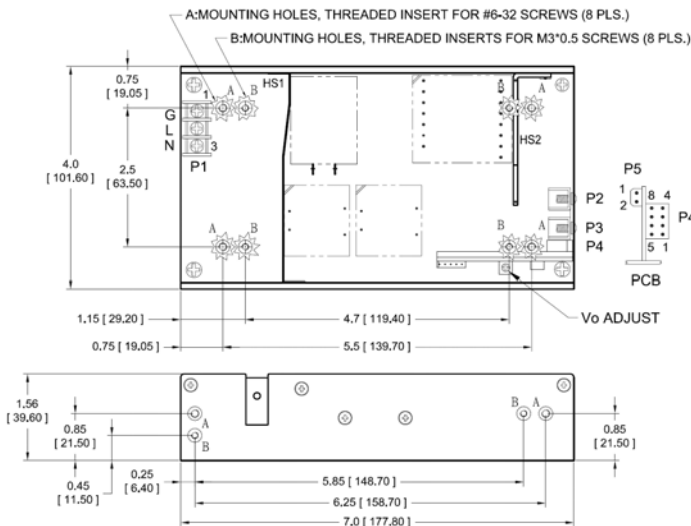 A:MOUNTING HOLES, THREADED INSERT FOR #6-32 SCREWS (8 PLS.)
B:MOUNTING HOLES, THREADED INSERTS FOR M3*0.5 SCREWS (8 PLS.)
0.75
[ 19.05]
4.0
[ 101.60]
2.5
[ 63.50]
A B HS1
1
G
L
N 3
P1
B A
HS2
A B
B A
P2
P3
P4
P5
1 8 4
2
P4
5 1
PCB
Vo ADJUST
1.15 [ 29.20]
4.7 [ 119.40]
0.75 [ 19.05]
5.5 [ 139.70]
1.56
[ 39.60]
0.85
[ 21.50]
A
B
B A
0.85
[ 21.50]
0.45
[ 11.50]
0.25
[ 6.40]
5.85 [ 148.70]
6.25 [ 158.70]
7.0 [ 177.80]